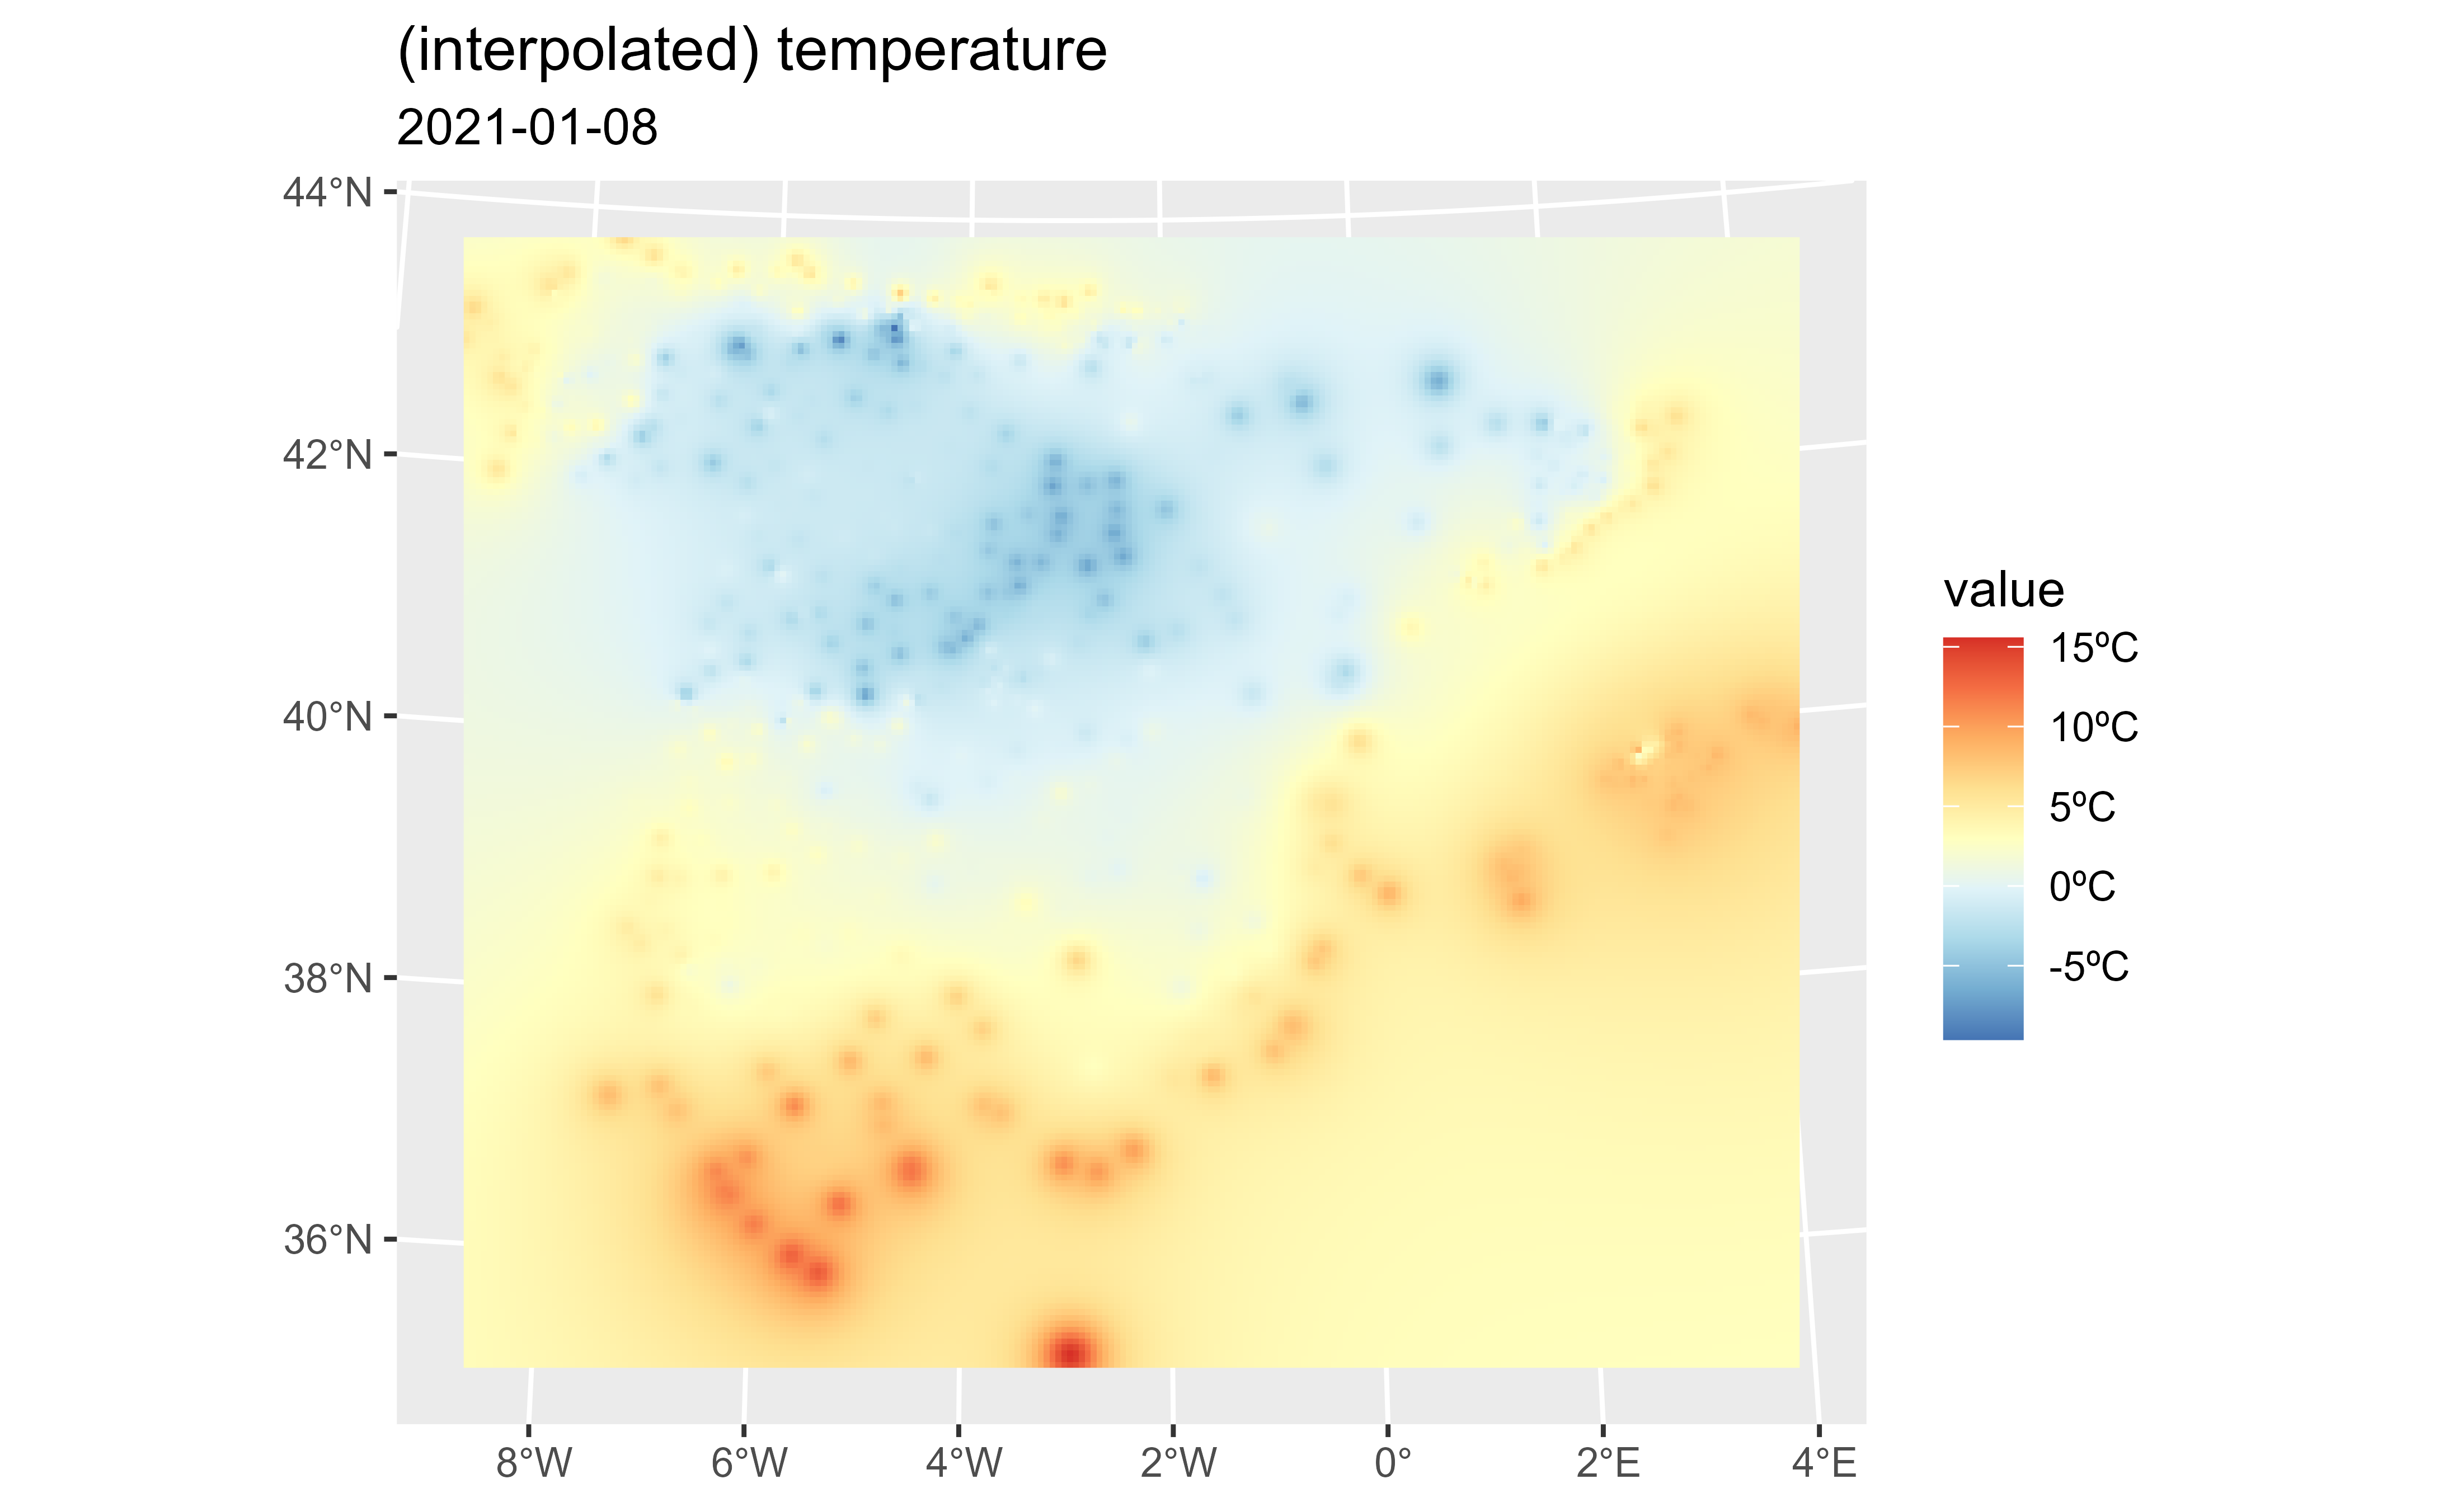 (interpolated) temperature
2021-01-08
44°N
42°N
40°N
38°N
36°N
8°W 6°W 4°W 2°W 0° 2°E 4°E
value
15ºC
10ºC
5ºC
0ºC
-5ºC